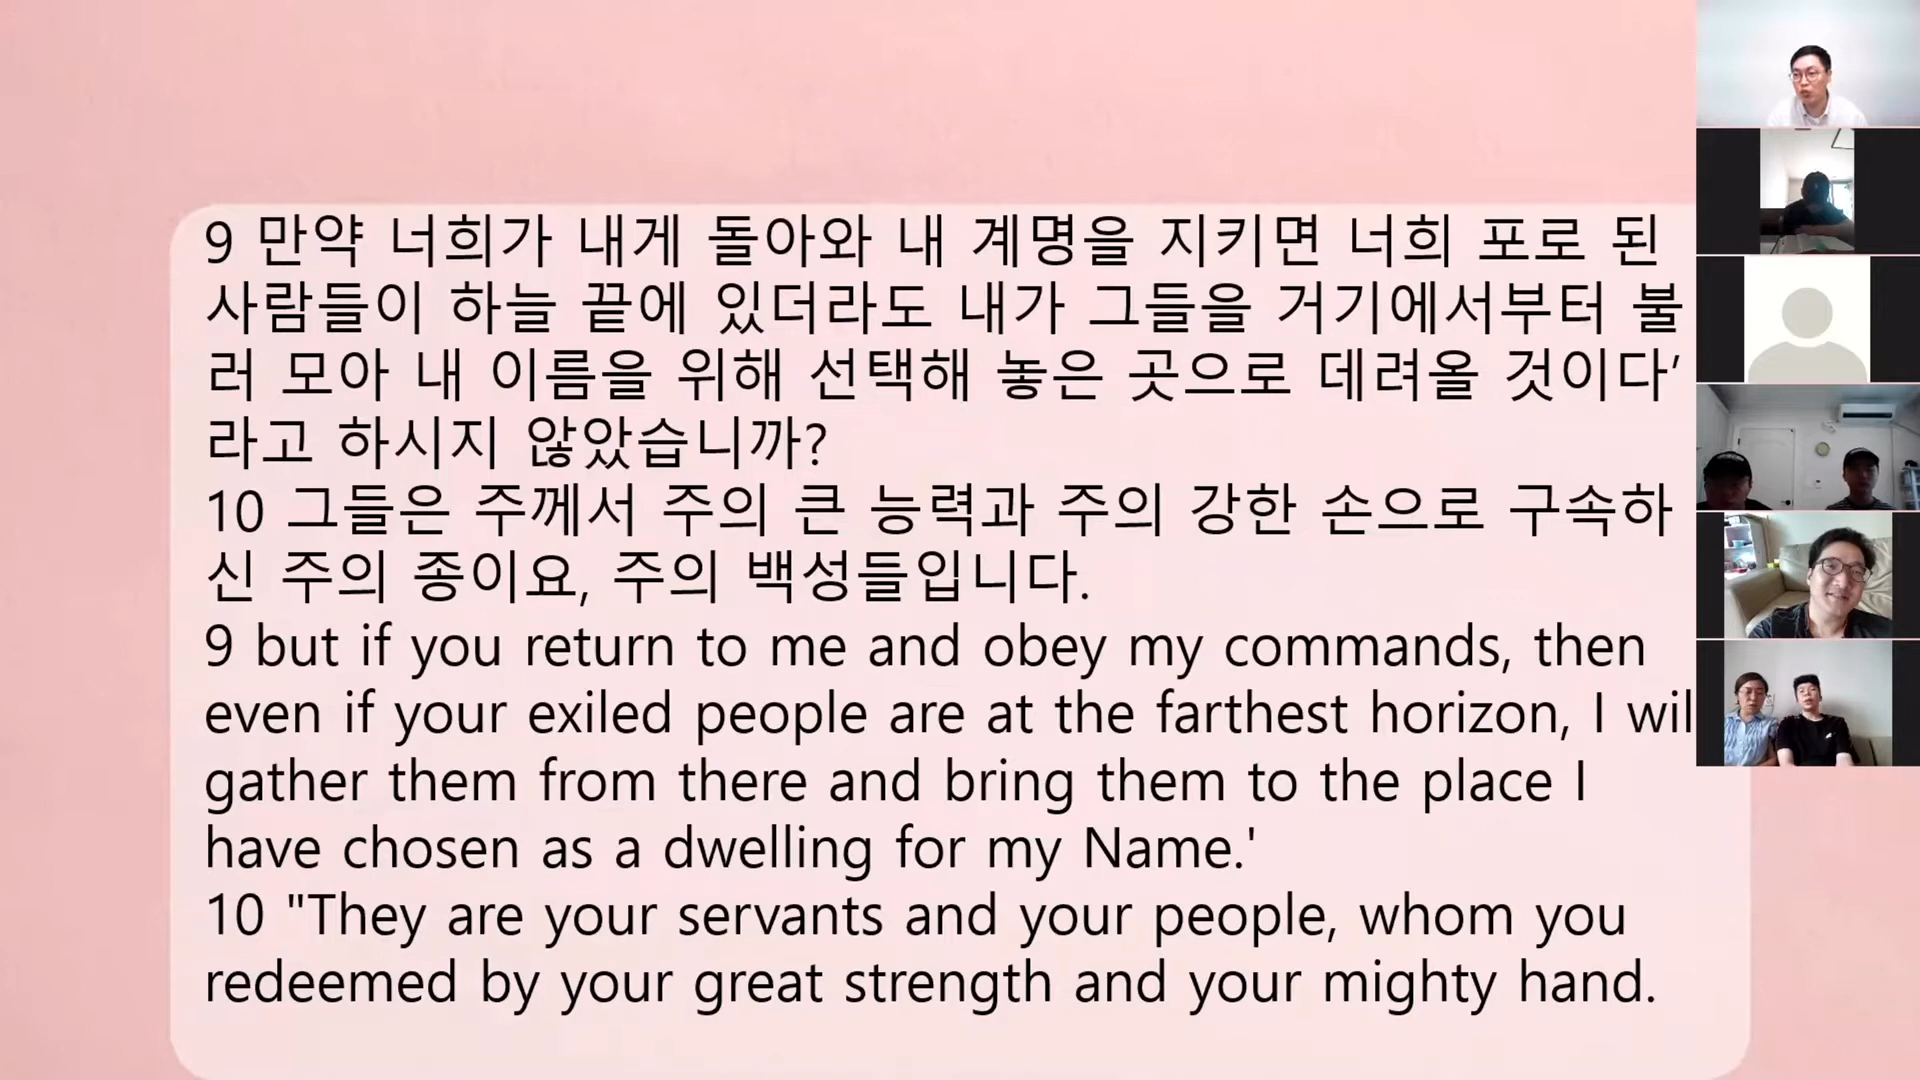 9 만약 너희가 내게 돌아와 내 계명을 지키면 너희 포로 된
사람들이 하늘 끝에 있더라도 내가 그들을 거기에서부터 불
러 모아 내 이름을 위해 선택해 놓은 곳으로 데려올 것이다’
라고 하시지 않았습니까?
10 그들은 주께서 주의 큰 능력과 주의 강한 손으로 구속하
신 주의 종이요, 주의 백성들입니다.
9 but if you return to me and obey my commands, then
even if your exiled people are at the farthest horizon, I wil
gather them from there and bring them to the place I
have chosen as a dwelling for my Name.'
10 "They are your servants and your people, whom you
redeemed by your great strength and your mighty hand.